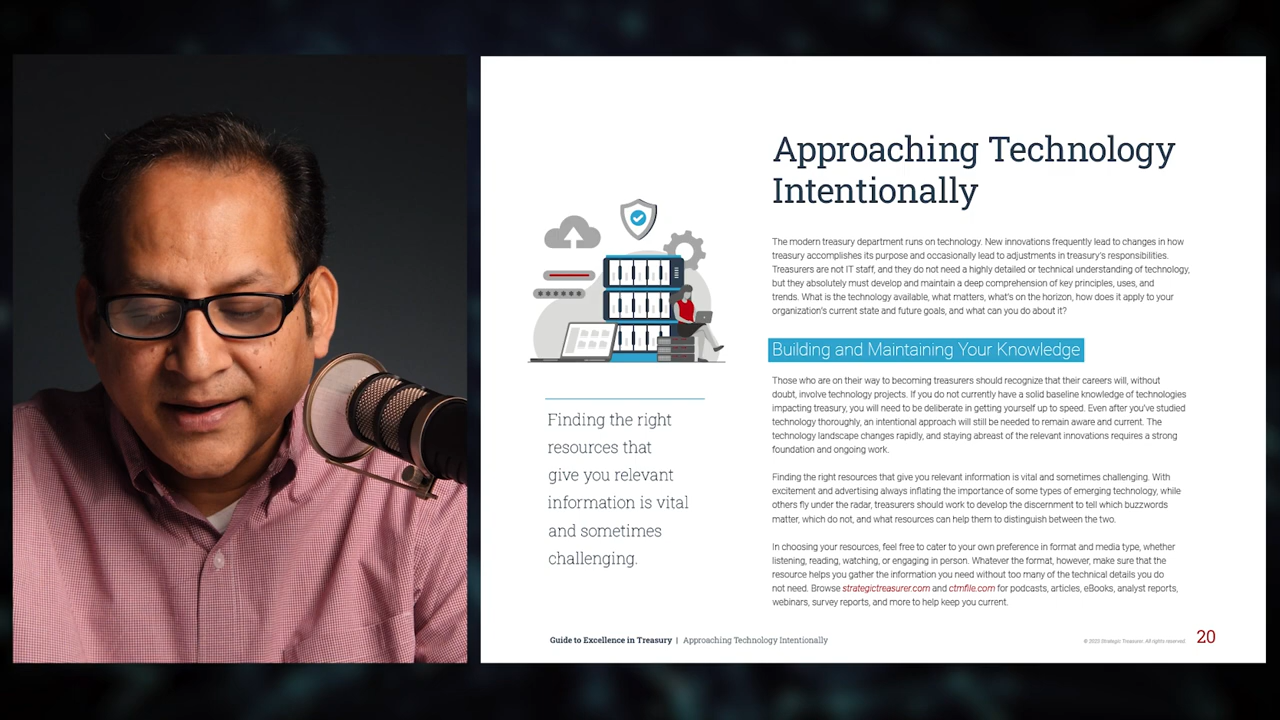 Approaching Technology
Intentionally
The modern treasury department runs on technology. New innovations frequently lead to changes in how
treasury accomplishes its purpose and occasionally lead to adjustments in treasury's responsibilities.
Treasurers are not IT staff, and they do not need a highly detailed or technical understanding of technology,
but they absolutely must develop and maintain a deep comprehension of key principles, uses, and
trends. What is the technology available, what matters, what's on the horizon, how does it apply to your
organization's current state and future goals, and what can you do about it?
Building and Maintaining Your Knowledge
Those who are on their way to becoming treasurers should recognize that their careers will, without
doubt, involve technology projects. If you do not currently have a solid baseline knowledge of technologies
impacting treasury, you will need to be deliberate in getting yourself up to speed. Even after you've studied
technology thoroughly, an intentional approach will still be needed to remain aware and current. The
technology landscape changes rapidly, and staying abreast of the relevant innovations requires a strong
foundation and ongoing work.
Finding the right resources that give you relevant information is vital and sometimes challenging. With
excitement and advertising always inflating the importance of some types of emerging technology, while
others fly under the radar, treasurers should work to develop the discernment to tell which buzzwords
matter, which do not, and what resources can help them to distinguish between the two.
In choosing your resources, feel free to cater to your own preference in format and media type, whether
listening, reading, watching, or engaging in person. Whatever the format, however, make sure that the
resource helps you gather the information you need without too many of the technical details you do
not need. Browse strategictreasurer.com and ctmfile.com for podcasts, articles, eBooks, analyst reports,
webinars, survey reports, and more to help keep you current.
Finding the right
resources that
give you relevant
information is vital
and sometimes
challenging.
Guide to Excellence in Treasury | Approaching Technology Intentionally
Strategic Treasurer. All rights reserved.
20